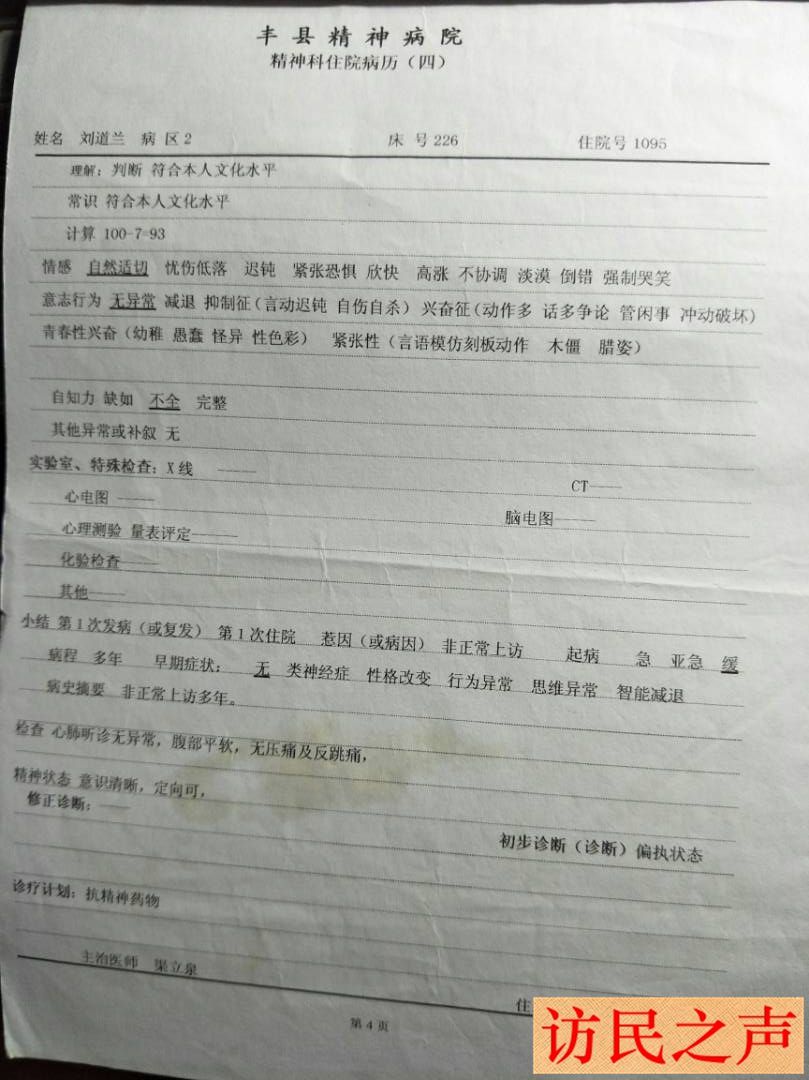 丰县精神病院
精神科住院病历（四）
姓名 刘道兰 病 区 2 床 号 226 住院号 1095
理解：判断 符合本人文化水平
常识 符合本人文化水平
计算 100-7-93
情感 自然适切 忧伤低落 迟钝 紧张恐惧 欣快 高涨 不协调 淡漠 倒错 强制哭笑
意志行为 无异常 减退 抑制征（言动迟钝 自伤自杀）兴奋征（动作多 话多争论 管闲事 冲动破坏）
青春性兴奋（幼稚 愚蠢 怪异 性色彩） 紧张性（言语模仿刻板动作 木僵 腊姿）
自知力 缺如 不全 完整
其他异常或补叙 无
实验室、特殊检查：X线 —— CT——
心电图 —— 脑电图——
心理测验 量表评定——
化验检查——
其他——
小结 第1次发病（或复发） 第1次住院 惹因（或病因） 非正常上访 起病 急 亚急 缓
病程 多年 早期症状： 无 类神经症 性格改变 行为异常 思维异常 智能减退
病史摘要 非正常上访多年。
检查 心肺听诊无异常，腹部平软，无压痛及反跳痛，
精神状态 意识清晰，定向可，
修正诊断：——
初步诊断（诊断）偏执状态
诊疗计划：抗精神药物
主治医师 渠立泉
住
第 4 页
访民之声